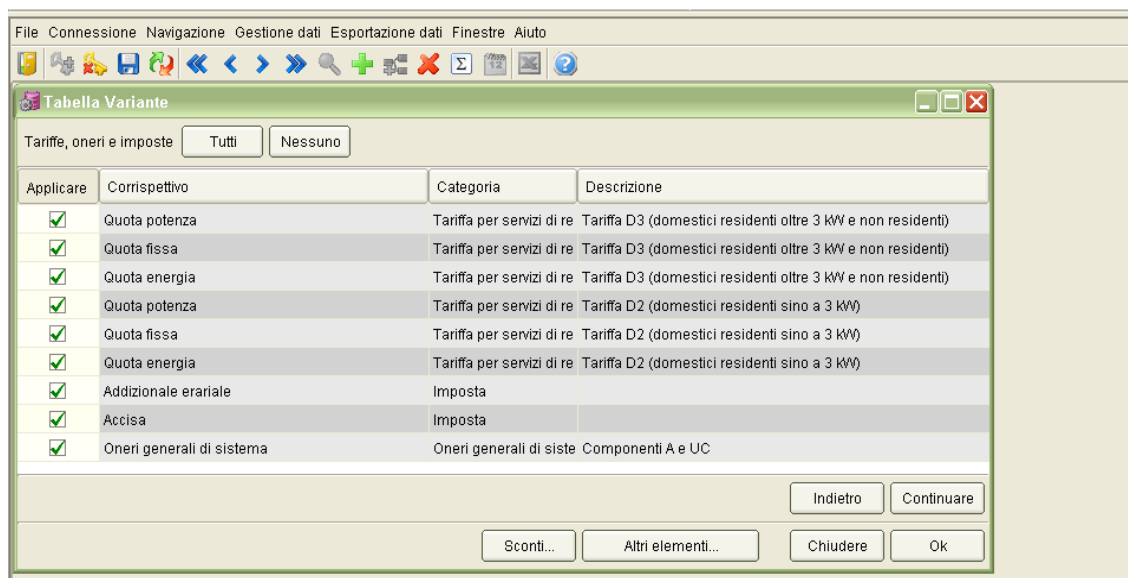 File Connessione Navigazione Gestione dati Esportazione dati Finestre Aiuto
Tabella Variante
Tariffe, oneri e imposte Tutti Nessuno
Applicare Corrispettivo Categoria Descrizione
Quota potenza Tariffa per servizi di re Tariffa D3 (domestici residenti oltre 3 kW e non residenti)
Quota fissa Tariffa per servizi di re Tariffa D3 (domestici residenti oltre 3 kW e non residenti)
Quota energia Tariffa per servizi di re Tariffa D3 (domestici residenti oltre 3 kW e non residenti)
Quota potenza Tariffa per servizi di re Tariffa D2 (domestici residenti sino a 3 kW)
Quota fissa Tariffa per servizi di re Tariffa D2 (domestici residenti sino a 3 kW)
Quota energia Tariffa per servizi di re Tariffa D2 (domestici residenti sino a 3 kW)
Addizionale erariale Imposta
Accisa Imposta
Oneri generali di sistema Oneri generali di siste Componenti A e UC
Indietro Continuare
Sconti... Altri elementi... Chiudere Ok